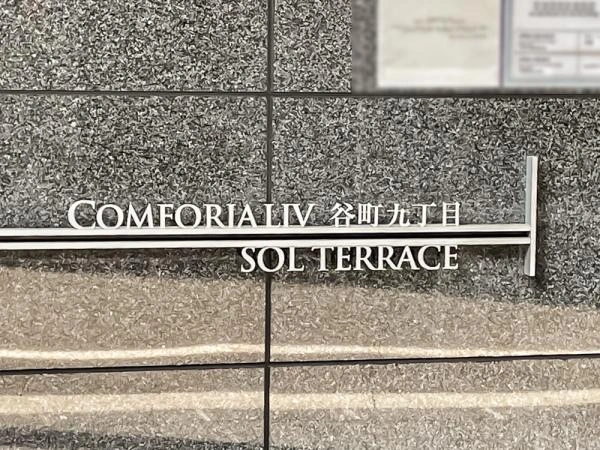 COMFORIA LIV 谷町九丁目
SOL TERRACE